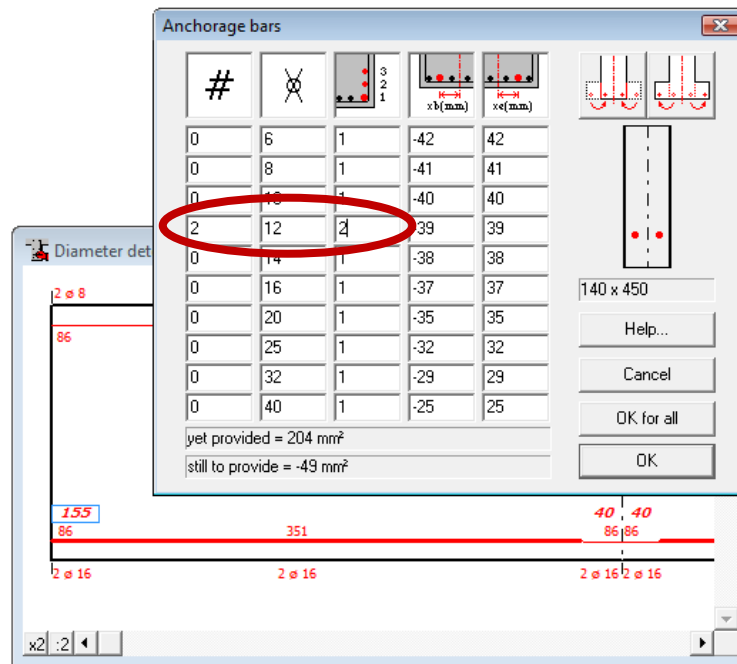 Anchorage bars
#
3
2
1
xb(mm)
xe(mm)
0 6 1 -42 42
0 8 1 -41 41
0 10 1 -40 40
2 12 2 -39 39
0 14 1 -38 38
0 16 1 -37 37
0 20 1 -35 35
0 25 1 -32 32
0 32 1 -29 29
0 40 1 -25 25
yet provided = 204 mm²
still to provide = -49 mm²
140 x 450
Help...
Cancel
OK for all
OK
Diameter det
2 ø 8
86
155
40 40
86 351 86 86
2 ø 16 2 ø 16 2 ø 16 2 ø 16
x2 :2